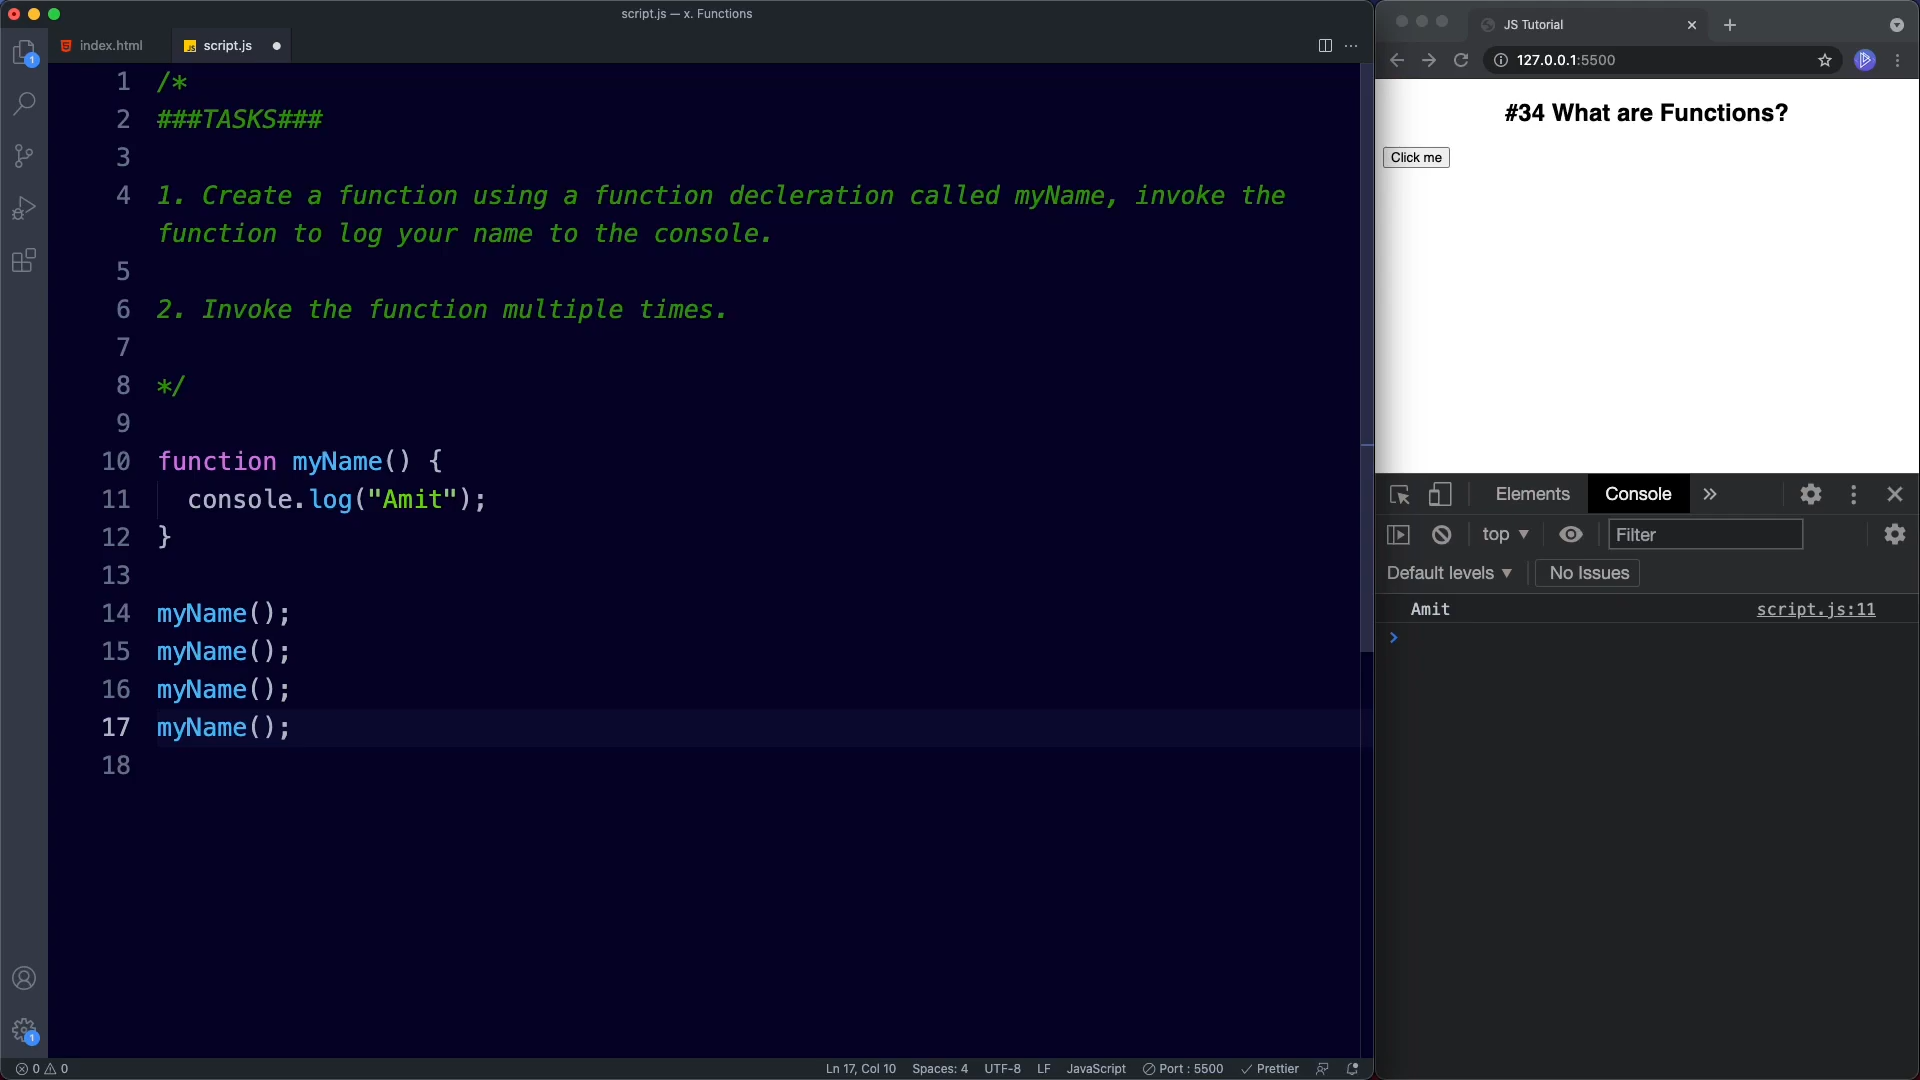 script.js — x. Functions
index.html
script.js
1 /*
2 ###TASKS###
3
4 1. Create a function using a function decleration called myName, invoke the
function to log your name to the console.
5
6 2. Invoke the function multiple times.
7
8 */
9
10 function myName() {
11 console.log("Amit");
12 }
13
14 myName();
15 myName();
16 myName();
17 myName();
18
1
1
0 0
Ln 17, Col 10
Spaces: 4
UTF-8
LF
JavaScript
Port : 5500
Prettier
JS Tutorial
127.0.0.1:5500
#34 What are Functions?
Click me
Elements
Console
top
Filter
Default levels
No Issues
Amit script.js:11